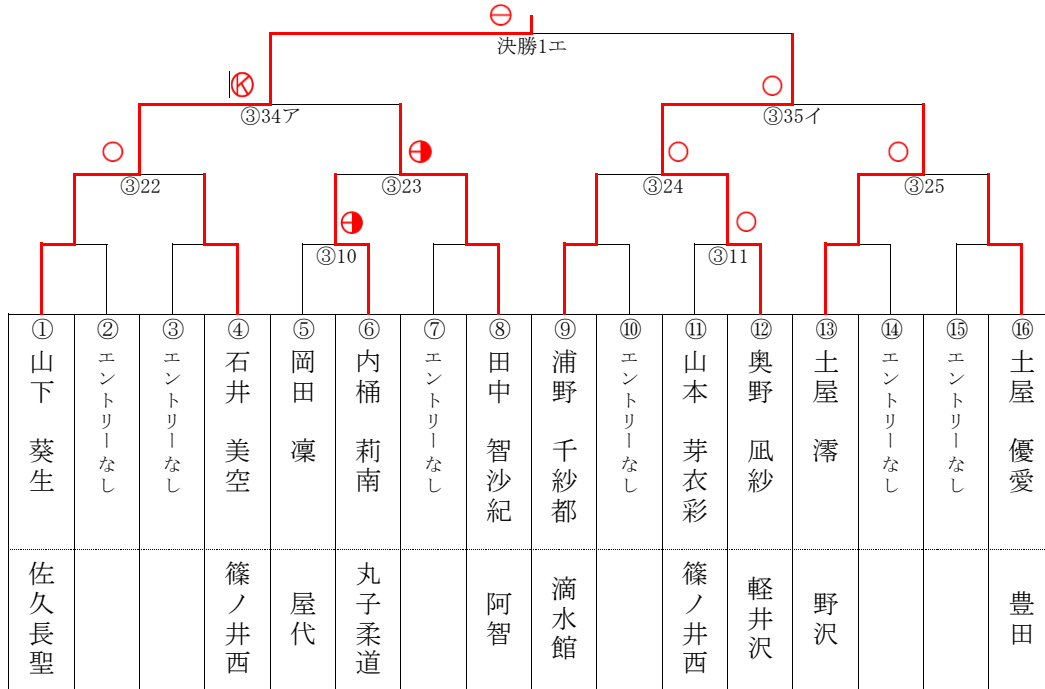 決勝1エ
Ⓚ
③34ア
③35イ
③22
③23
③24
③25
③10
③11
① 山下 葵生 佐久長聖
② エントリーなし
③ エントリーなし
④ 石井 美空 篠ノ井西
⑤ 岡田 凜 屋代
⑥ 内桶 莉南 丸子柔道
⑦ エントリーなし
⑧ 田中 智沙紀 阿智
⑨ 浦野 千紗都 滴水館
⑩ エントリーなし
⑪ 山本 芽衣彩 篠ノ井西
⑫ 奥野 凪紗 軽井沢
⑬ 土屋 澪 野沢
⑭ エントリーなし
⑮ エントリーなし
⑯ 土屋 優愛 豊田